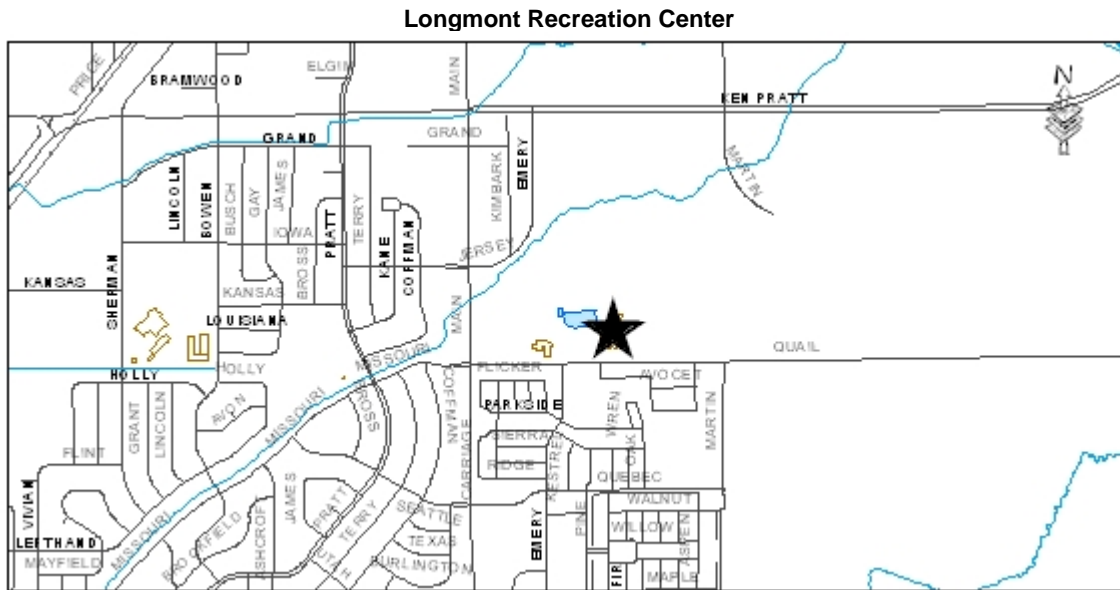 Longmont Recreation Center
PRICE
BRAMWOOD
ELGIN
MAIN
N
KEN PRATT
GRAND
GRAND
EMERY
KIMBARK
MARTIN
LINCOLN
BOWEN
BUSCH
GAY
JAMES
IOWA
BROSS
PRATT
TERRY
KANE
COFFMAN
JERSEY
KANSAS
SHERMAN
KANSAS
LOUISIANA
MAIN
MISSOURI
QUAIL
HOLLY
HOLLY
FLICKER
AVOCET
GRANT
LINCOLN
AVON
MISSOURI
BROSS
COFFMAN
CARRIAGE
PARKSIDE
WREN
MARTIN
SIERRA
OAK
FLINT
RIDGE
KESTREL
QUEBEC
VIVIAN
MISSOURI
BROOKFIELD
ASHCROFT
JAMES
PRATT
TERRY
SEATTLE
WALNUT
PINE
WILLOW
ASPEN
LEFTHAND
MAYFIELD
UTAH
TEXAS
BURLINGTON
EMERY
FIR
MAPLE